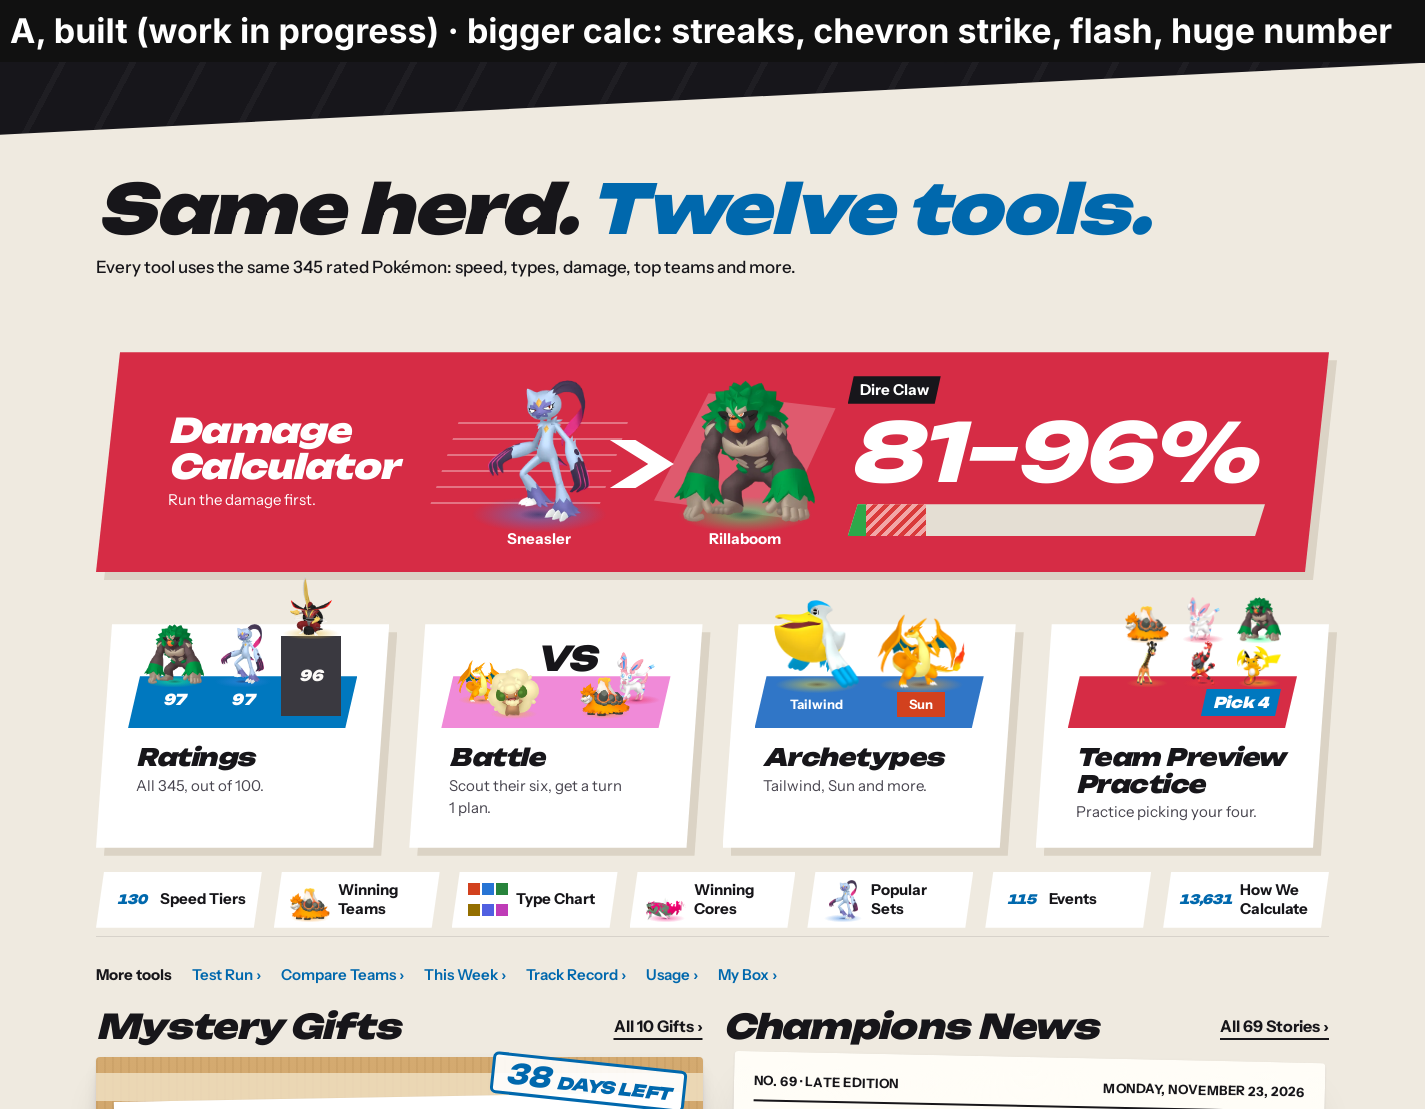 A, built (work in progress) · bigger calc: streaks, chevron strike, flash, huge number
Same herd. Twelve tools.
Every tool uses the same 345 rated Pokémon: speed, types, damage, top teams and more.
Damage
Calculator
Run the damage first.
Sneasler
Rillaboom
Dire Claw
81–96%
97
97
96
Ratings
All 345, out of 100.
VS
Battle
Scout their six, get a turn
1 plan.
Tailwind
Sun
Archetypes
Tailwind, Sun and more.
Pick 4
Team Preview
Practice
Practice picking your four.
130 Speed Tiers
Winning
Teams
Type Chart
Winning
Cores
Popular
Sets
115 Events
13,631 How We
Calculate
More tools Test Run › Compare Teams › This Week › Track Record › Usage › My Box ›
Mystery Gifts
All 10 Gifts ›
38 DAYS LEFT
Champions News
All 69 Stories ›
NO. 69 · LATE EDITION
MONDAY, NOVEMBER 23, 2026